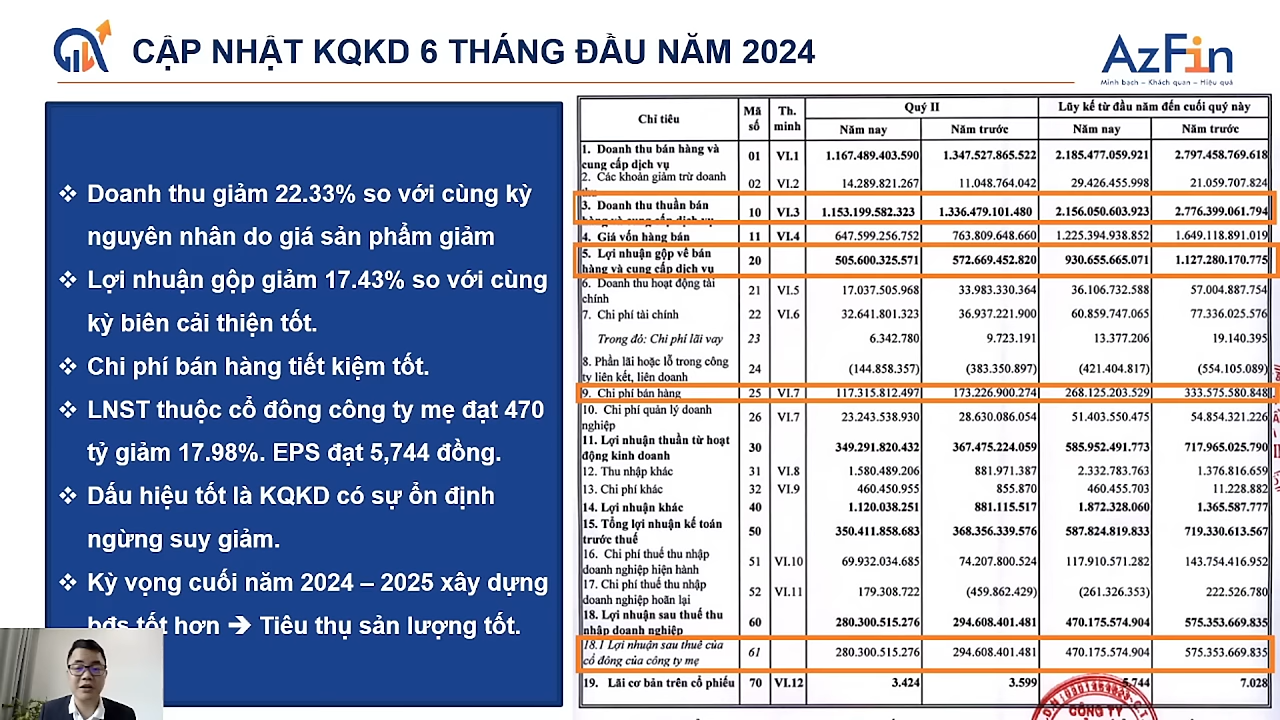 CẬP NHẬT KQKD 6 THÁNG ĐẦU NĂM 2024
AzFin
Minh bạch – Khách quan – Hiệu quả
❖ Doanh thu giảm 22.33% so với cùng kỳ
nguyên nhân do giá sản phẩm giảm
❖ Lợi nhuận gộp giảm 17.43% so với cùng
kỳ biên cải thiện tốt.
❖ Chi phí bán hàng tiết kiệm tốt.
❖ LNST thuộc cổ đông công ty mẹ đạt 470
tỷ giảm 17.98%. EPS đạt 5,744 đồng.
❖ Dấu hiệu tốt là KQKD có sự ổn định
ngừng suy giảm.
❖ Kỳ vọng cuối năm 2024 – 2025 xây dựng
bđs tốt hơn ➔ Tiêu thụ sản lượng tốt.
Chỉ tiêu Mã số Th. minh Quý II Lũy kế từ đầu năm đến cuối quý này
Năm nay Năm trước Năm nay Năm trước
1. Doanh thu bán hàng và
cung cấp dịch vụ 01 VI.1 1.167.489.403.590 1.347.527.865.522 2.185.477.059.921 2.797.458.769.618
2. Các khoản giảm trừ doanh
02 VI.2 14.289.821.267 11.048.764.042 29.426.455.998 21.059.707.824
3. Doanh thu thuần bán
hàng và cung cấp dịch vụ 10 VI.3 1.153.199.582.323 1.336.479.101.480 2.156.050.603.923 2.776.399.061.794
4. Giá vốn hàng bán 11 VI.4 647.599.256.752 763.809.648.660 1.225.394.938.852 1.649.118.891.019
5. Lợi nhuận gộp về bán
hàng và cung cấp dịch vụ 20 505.600.325.571 572.669.452.820 930.655.665.071 1.127.280.170.775
6. Doanh thu hoạt động tài
chính 21 VI.5 17.037.505.968 33.983.330.364 36.106.732.588 57.004.887.754
7. Chi phí tài chính 22 VI.6 32.641.801.323 36.937.221.900 60.859.747.065 77.336.025.576
Trong đó: Chi phí lãi vay 23 6.342.780 9.723.191 13.377.206 19.140.395
8. Phần lãi hoặc lỗ trong công
ty liên kết, liên doanh 24 (144.858.357) (383.350.897) (421.404.817) (554.105.089)
9. Chi phí bán hàng 25 VI.7 117.315.812.497 173.226.900.274 268.125.203.529 333.575.580.848
10. Chi phí quản lý doanh
nghiệp 26 VI.7 23.243.538.930 28.630.086.054 51.403.550.475 54.854.321.226
11. Lợi nhuận thuần từ hoạt
động kinh doanh 30 349.291.820.432 367.475.224.059 585.952.491.773 717.965.025.790
12. Thu nhập khác 31 VI.8 1.580.489.206 881.971.387 2.332.783.763 1.376.816.659
13. Chi phí khác 32 VI.9 460.450.955 855.870 460.455.703 11.228.882
14. Lợi nhuận khác 40 1.120.038.251 881.115.517 1.872.328.060 1.365.587.777
15. Tổng lợi nhuận kế toán
trước thuế 50 350.411.858.683 368.356.339.576 587.824.819.833 719.330.613.567
16. Chi phí thuế thu nhập
doanh nghiệp hiện hành 51 VI.10 69.932.034.685 74.207.800.524 117.910.571.282 143.754.416.952
17. Chi phí thuế thu nhập
doanh nghiệp hoãn lại 52 VI.11 179.308.722 (459.862.429) (261.326.353) 222.526.780
18. Lợi nhuận sau thuế thu
nhập doanh nghiệp 60 280.300.515.276 294.608.401.481 470.175.574.904 575.353.669.835
18.1 Lợi nhuận sau thuế của
cổ đông của công ty mẹ 61 280.300.515.276 294.608.401.481 470.175.574.904 575.353.669.835
19. Lãi cơ bản trên cổ phiếu 70 VI.12 3.424 3.599 5.744 7.028
CÔNG TY